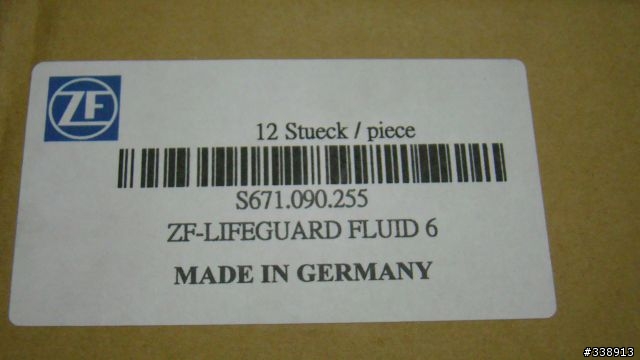 ZF
12 Stueck / piece
S671.090.255
ZF-LIFEGUARD FLUID 6
MADE IN GERMANY
#338913